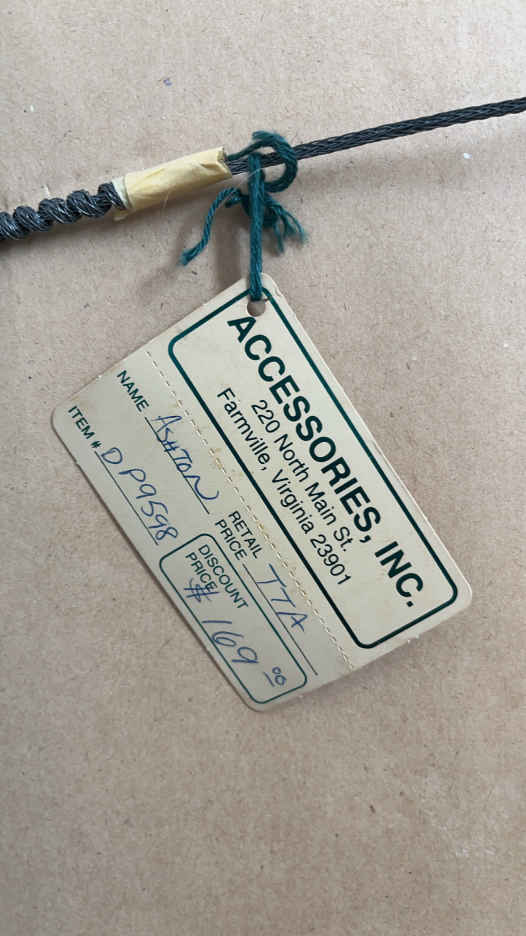 ACCESSORIES, INC.
220 North Main St.
Farmville, Virginia 23901
NAME ASHTON
RETAIL PRICE TTA
ITEM # DP9598
DISCOUNT PRICE $169.00